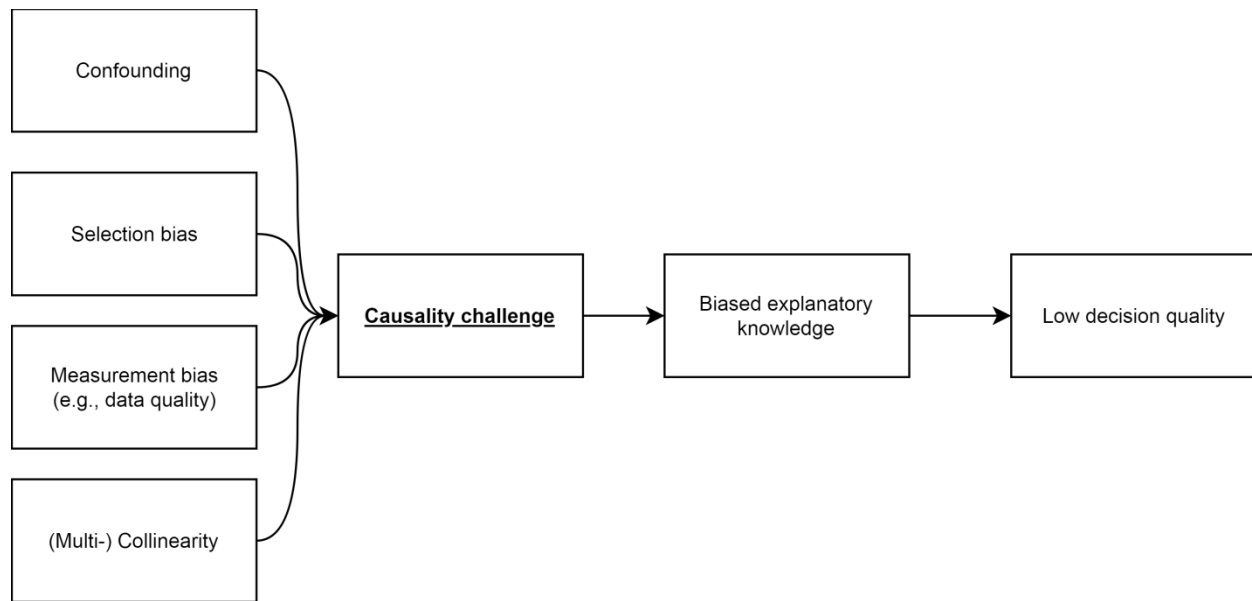 Confounding
Selection bias
Measurement bias
(e.g., data quality)
(Multi-) Collinearity
Causality challenge
Biased explanatory
knowledge
Low decision quality